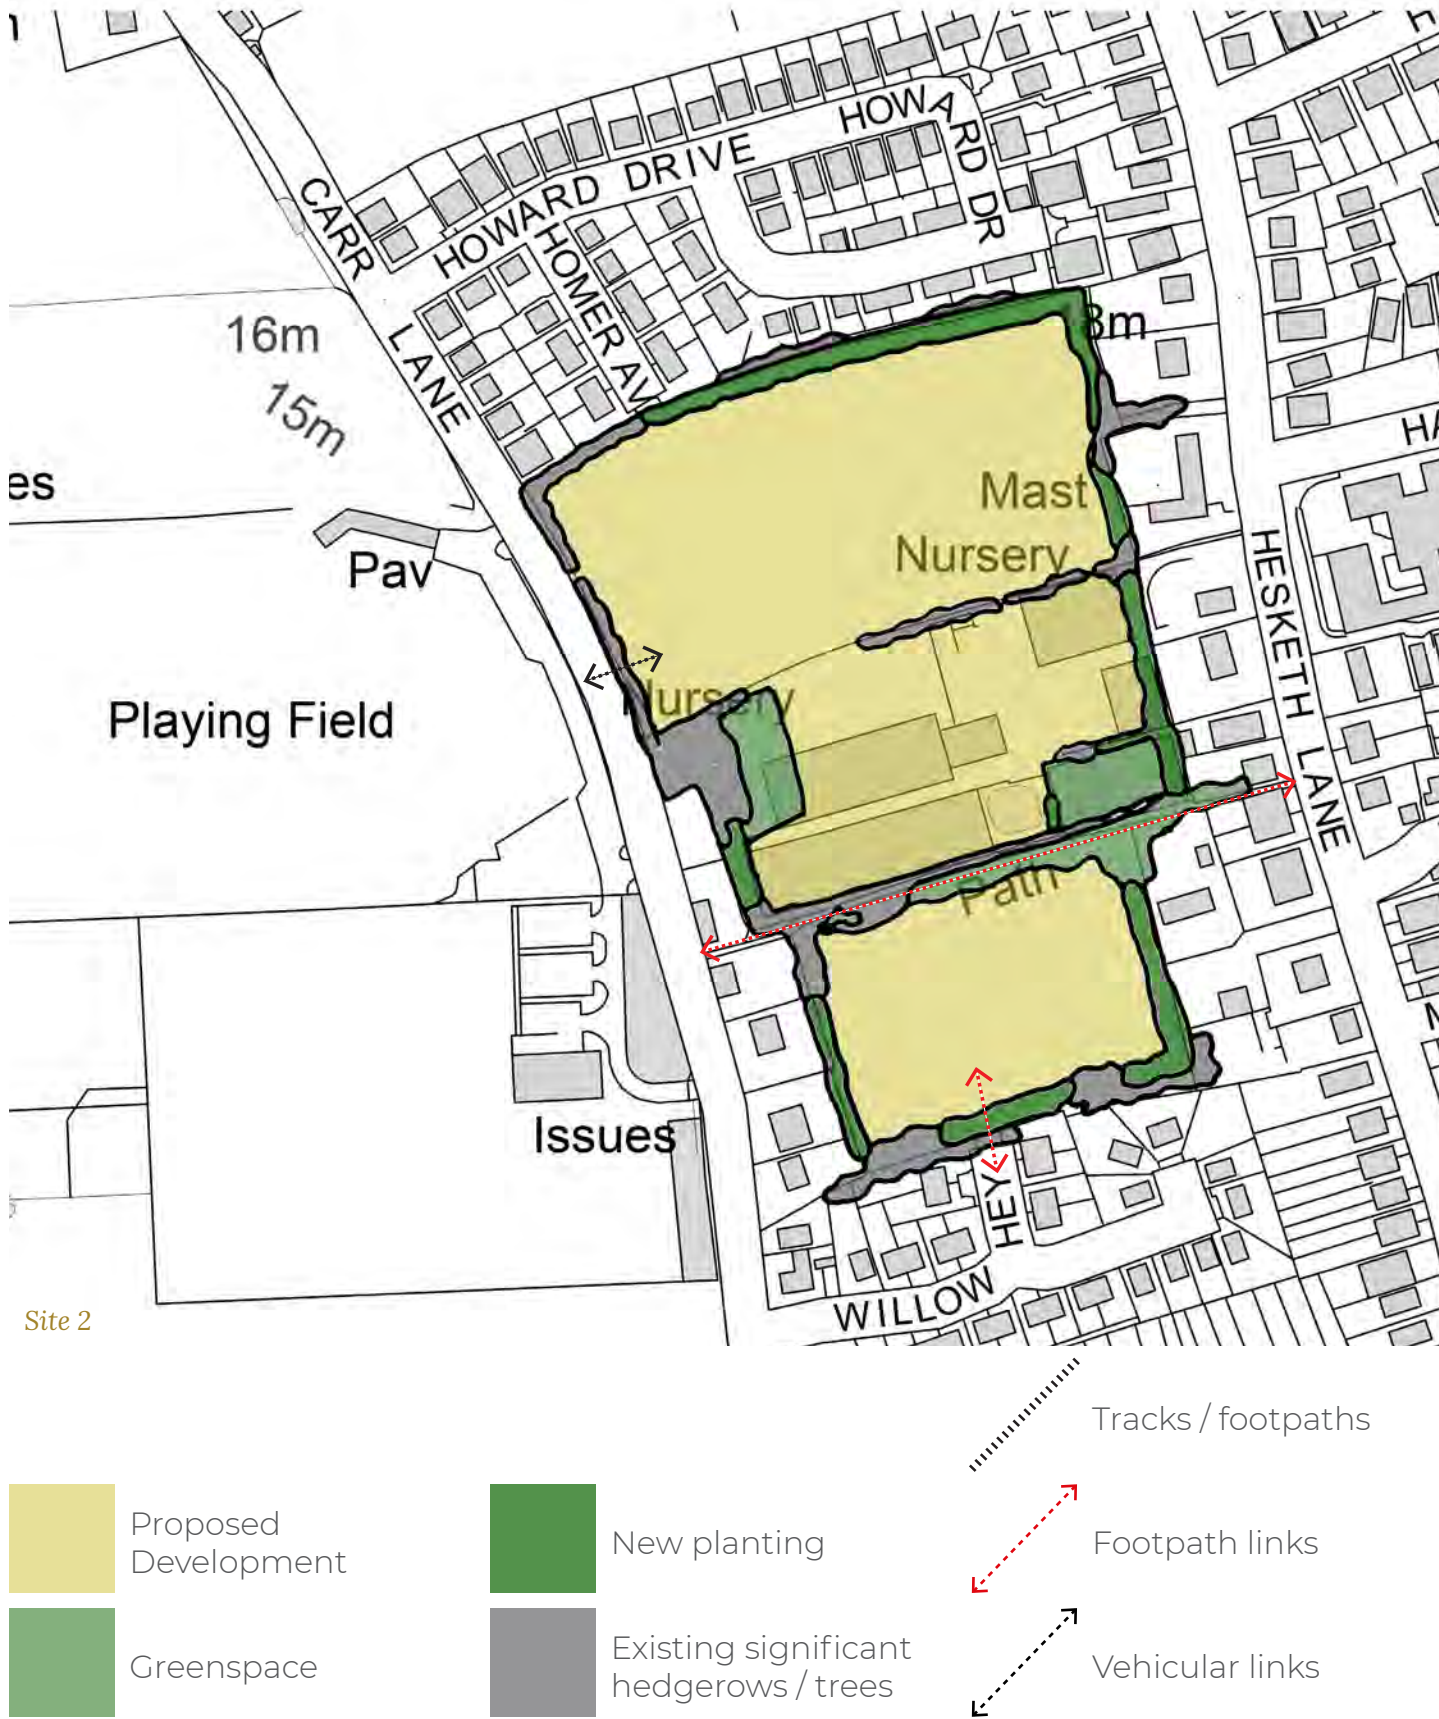 HOWARD DR
HOWARD DRIVE
CARR LANE
HOMER AV
16m
15m
3m
HA
es
Mast
Pav
Nursery
HESKETH LANE
Nursery
Playing Field
Path
Issues
HEY
WILLOW
Site 2
Tracks / footpaths
Proposed
Development
New planting
Footpath links
Greenspace
Existing significant
hedgerows / trees
Vehicular links